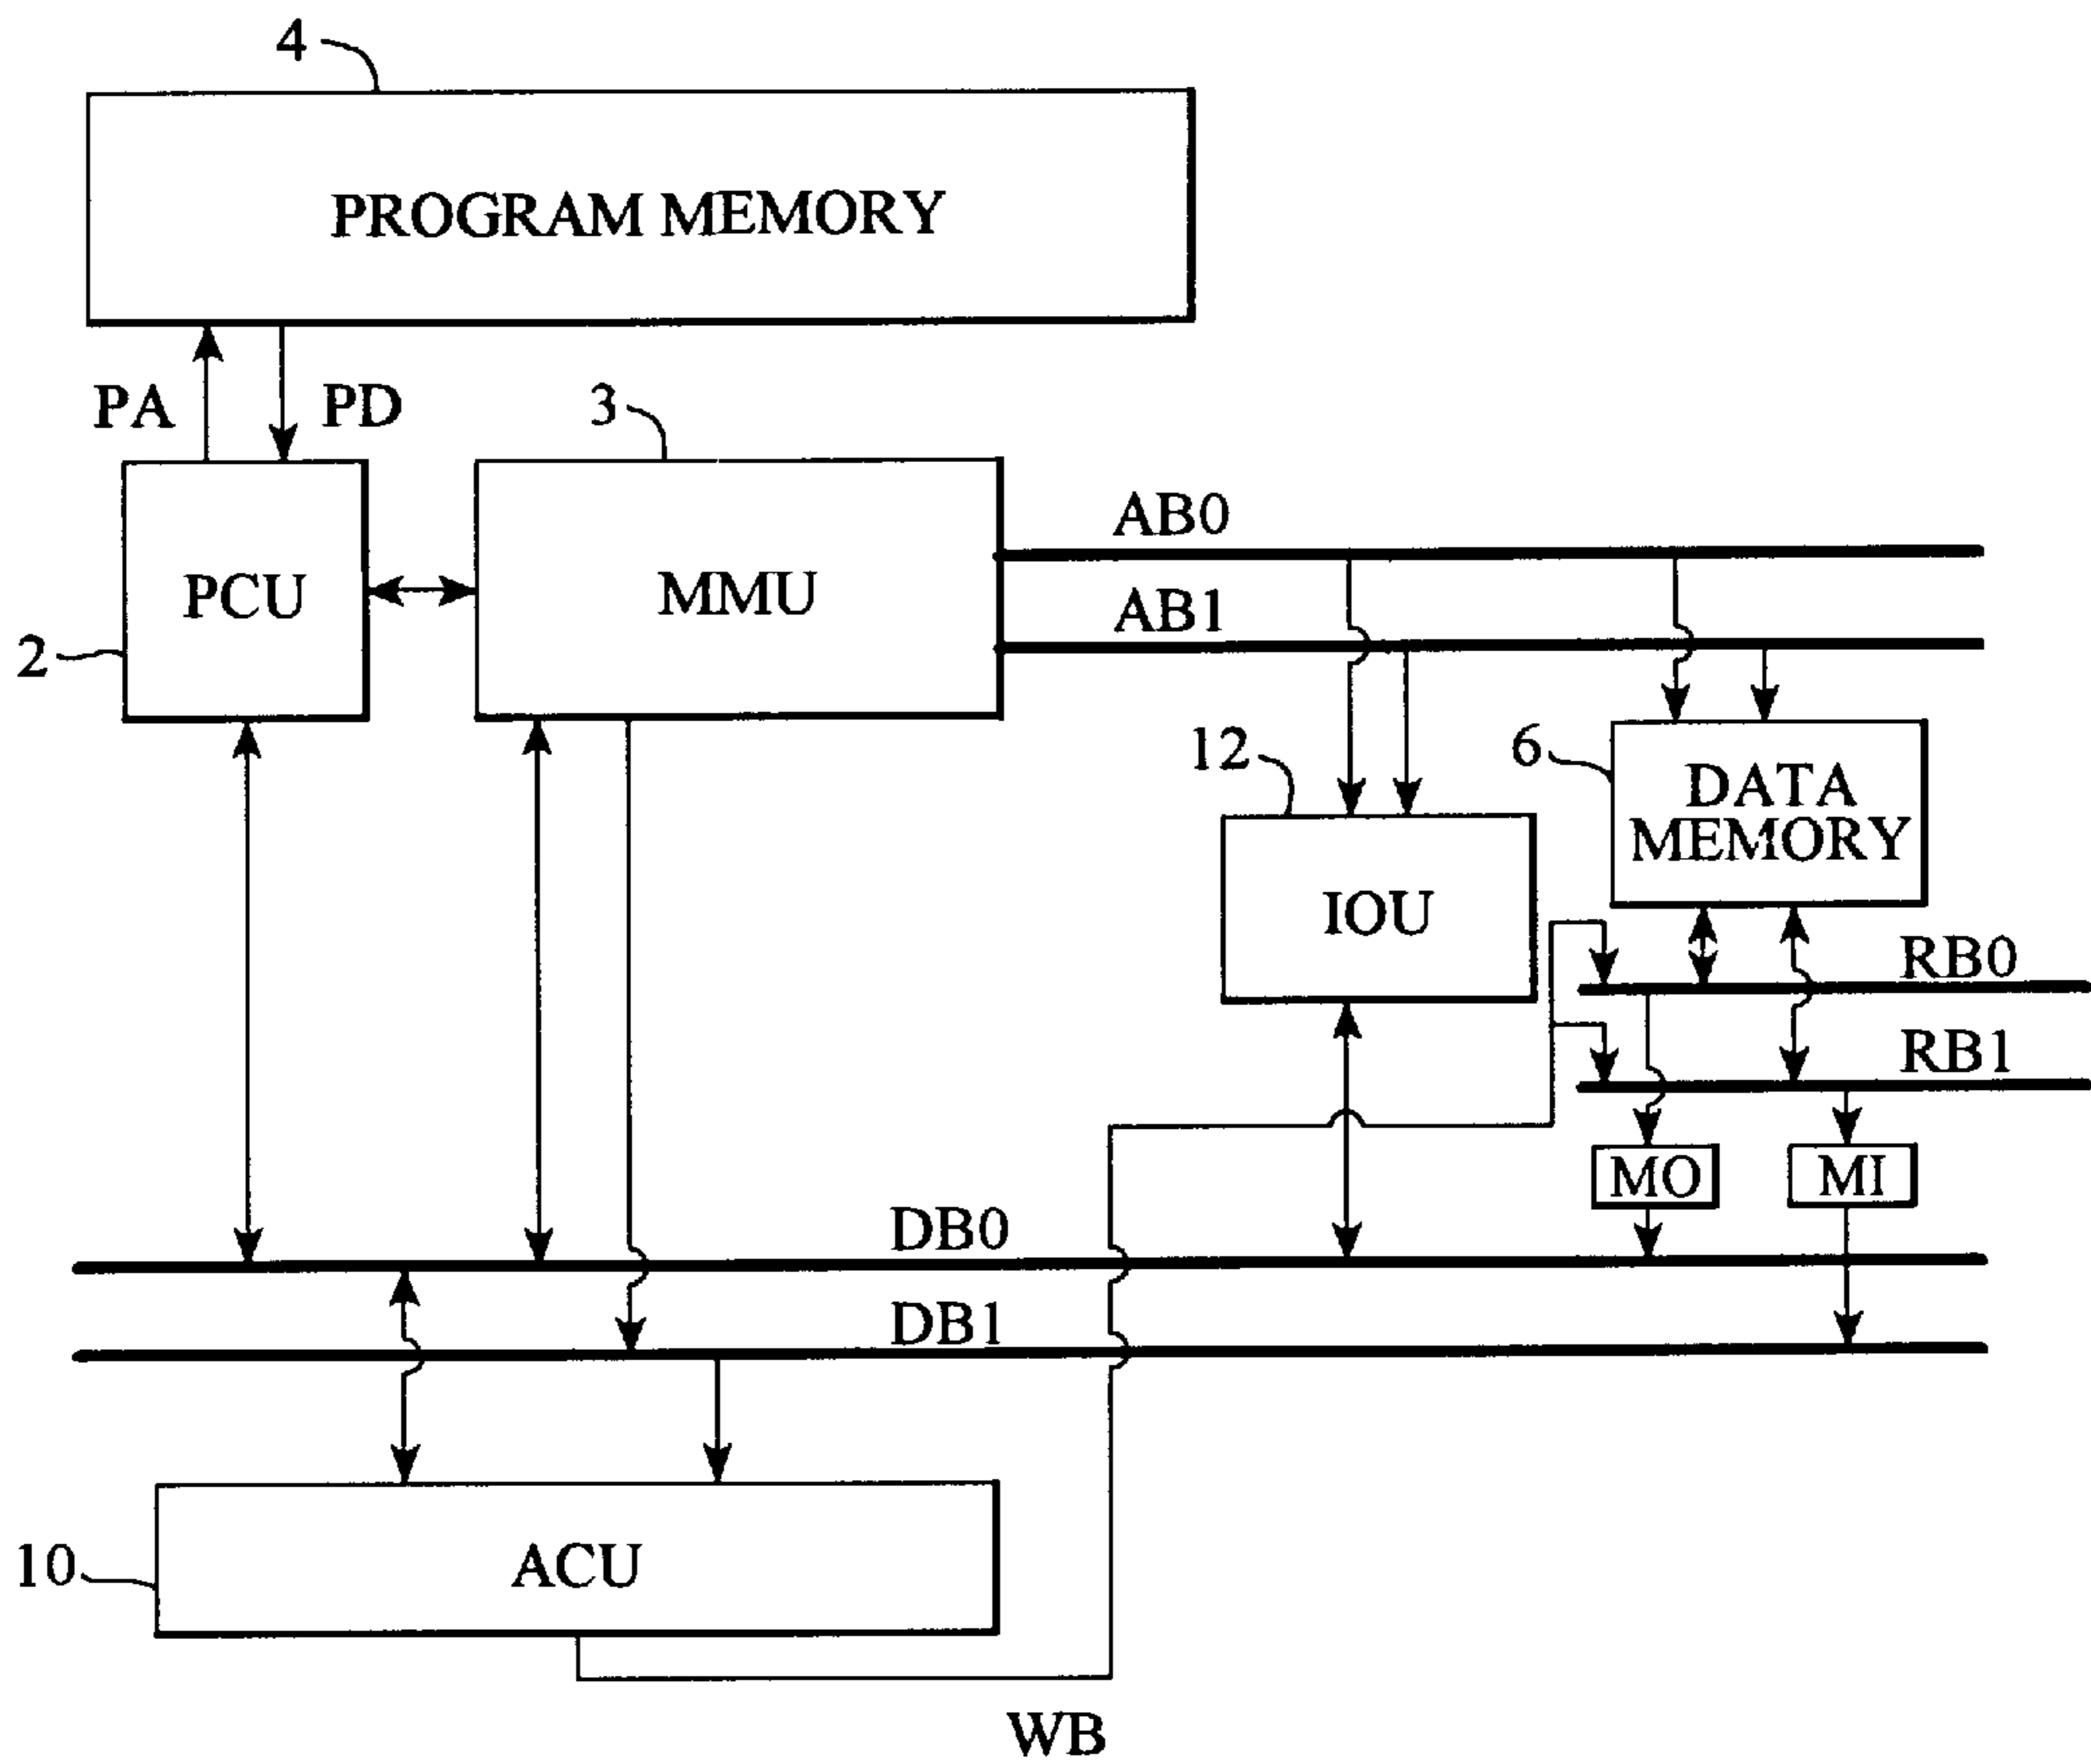 4
PROGRAM MEMORY
PA
PD
3
PCU
MMU
AB0
AB1
2
12
6
DATA
MEMORY
IOU
RB0
RB1
MO
MI
DB0
DB1
10
ACU
WB